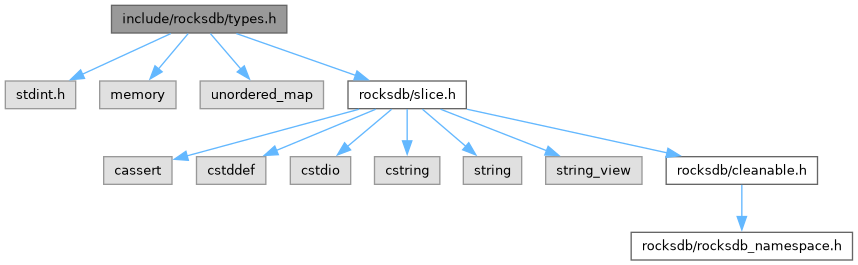 include/rocksdb/types.h
stdint.h
memory
unordered_map
rocksdb/slice.h
cassert
cstddef
cstdio
cstring
string
string_view
rocksdb/cleanable.h
rocksdb/rocksdb_namespace.h